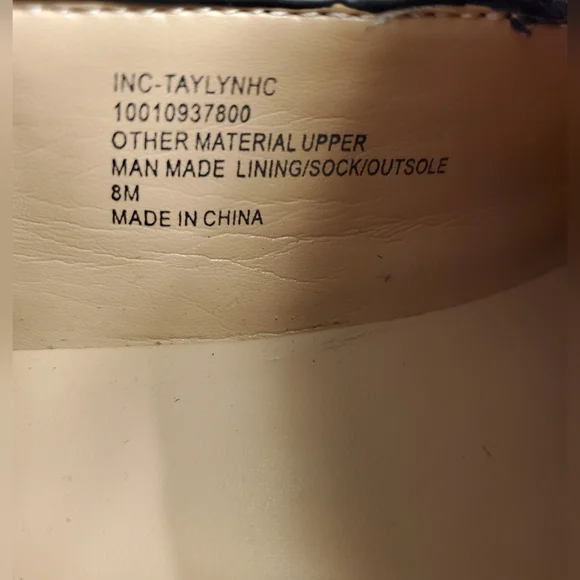 INC-TAYLYNHC
10010937800
OTHER MATERIAL UPPER
MAN MADE LINING/SOCK/OUTSOLE
8M
MADE IN CHINA